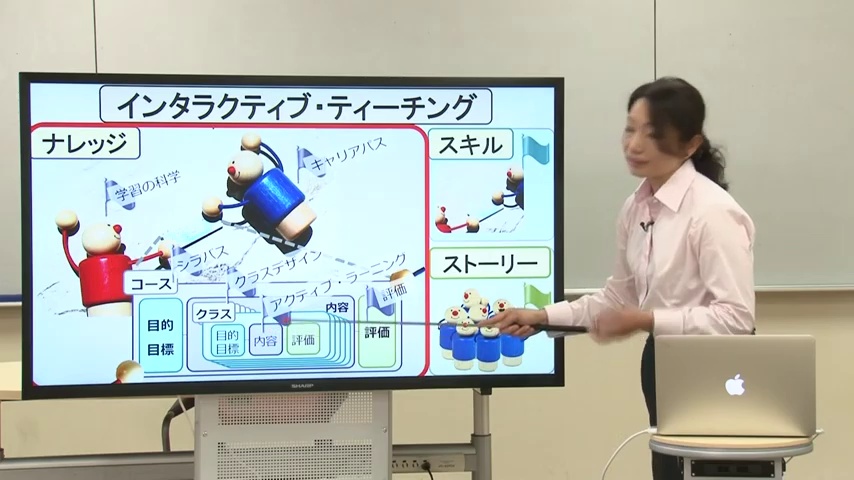 インタラクティブ・ティーチング
ナレッジ
スキル
学習の科学
キャリアパス
シラバス
クラスデザイン
アクティブ・ラーニング
評価
コース
目的
目標
クラス
内容
目的
目標
内容
評価
評価
ストーリー
SHARP